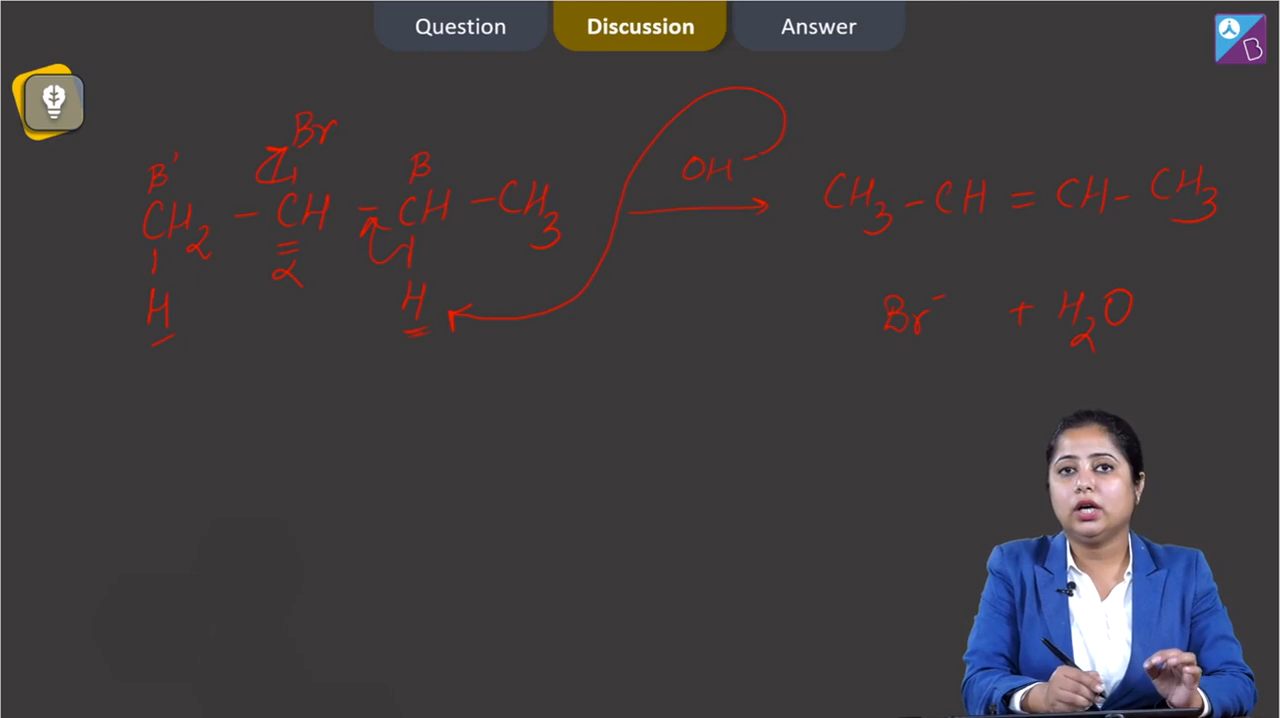 Question Discussion Answer
Br
B' B
CH2 - CH - CH - CH3
α
H H
OH-
CH3 - CH = CH - CH3
Br- + H2O
B